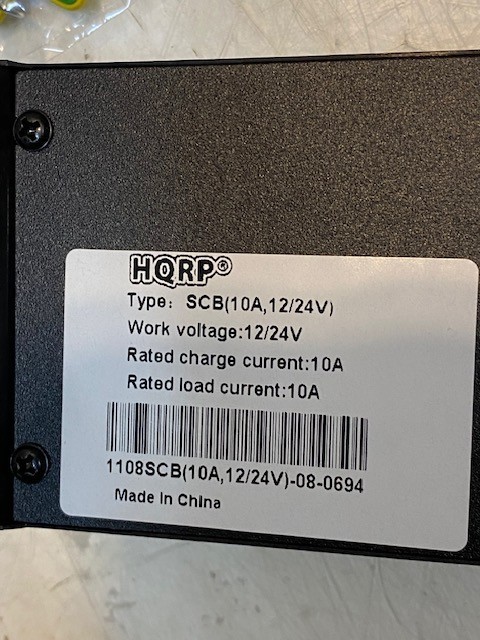 HQRP®
Type: SCB(10A,12/24V)
Work voltage:12/24V
Rated charge current:10A
Rated load current:10A
1108SCB(10A,12/24V)-08-0694
Made In China